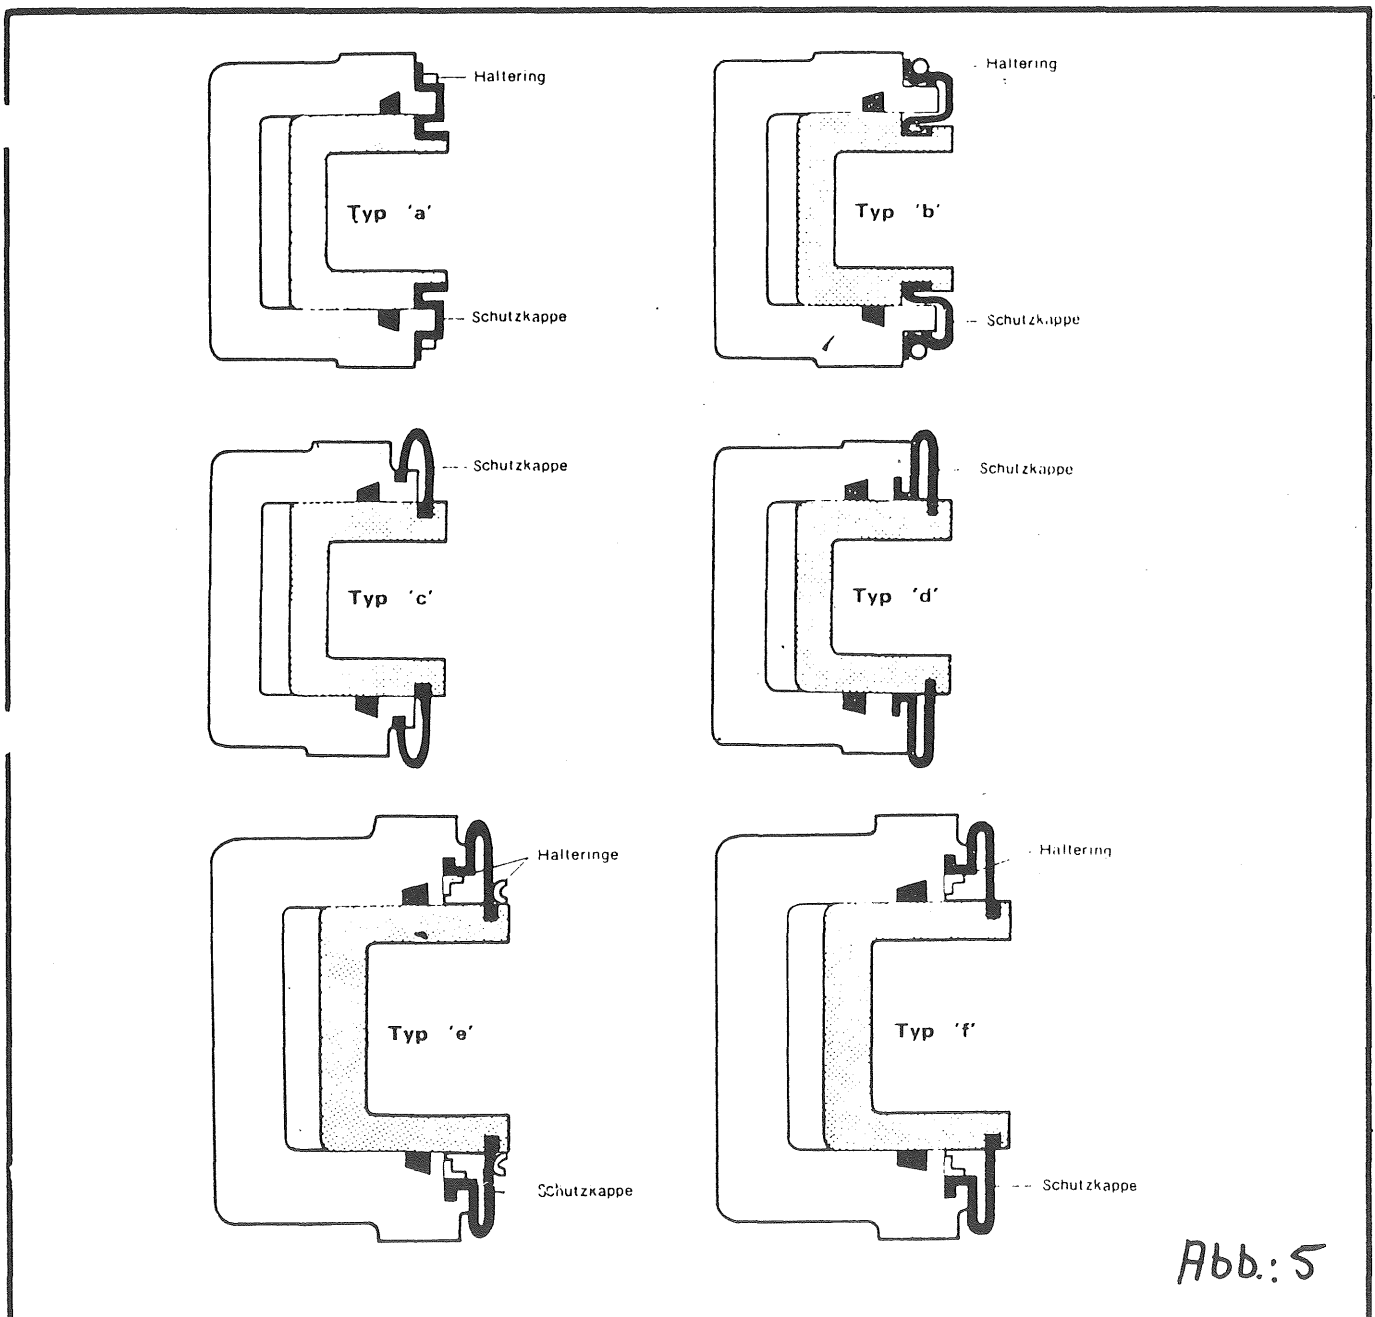 Haltering
Typ 'a'
Schutzkappe
Haltering
Typ 'b'
Schutzkappe
Schutzkappe
Typ 'c'
Schutzkappe
Typ 'd'
Halteringe
Typ 'e'
Schutzkappe
Haltering
Typ 'f'
Schutzkappe
Abb.: 5